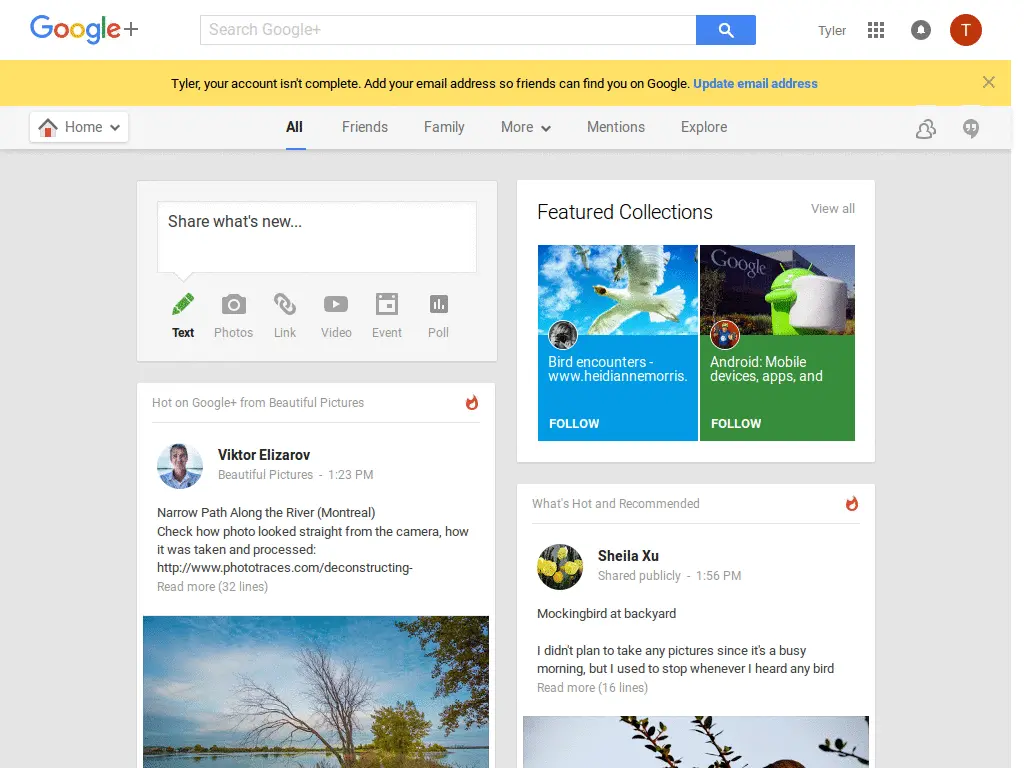 Google+
Search Google+
Tyler
T
Tyler, your account isn't complete. Add your email address so friends can find you on Google. Update email address
Home
All Friends Family More Mentions Explore
Share what's new...
Text Photos Link Video Event Poll
Hot on Google+ from Beautiful Pictures
Viktor Elizarov
Beautiful Pictures - 1:23 PM
Narrow Path Along the River (Montreal)
Check how photo looked straight from the camera, how
it was taken and processed:
http://www.phototraces.com/deconstructing-
Read more (32 lines)
Featured Collections
View all
Google
Bird encounters -
www.heidiannemorris.
FOLLOW
Android: Mobile
devices, apps, and
FOLLOW
What's Hot and Recommended
Sheila Xu
Shared publicly - 1:56 PM
Mockingbird at backyard
I didn't plan to take any pictures since it's a busy
morning, but I used to stop whenever I heard any bird
Read more (16 lines)